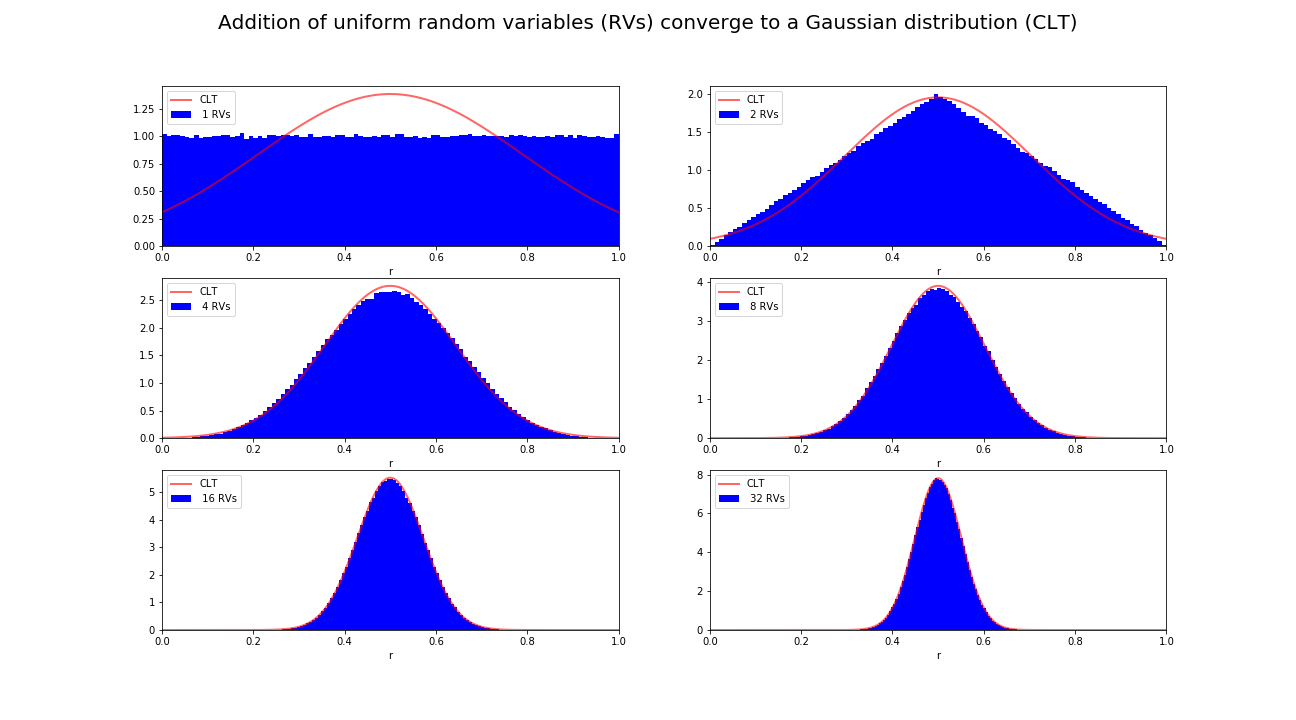 Addition of uniform random variables (RVs) converge to a Gaussian distribution (CLT)
CLT
1 RVs
1.25
1.00
0.75
0.50
0.25
0.00
0.0 0.2 0.4 0.6 0.8 1.0
r
CLT
2 RVs
2.0
1.5
1.0
0.5
0.0
0.0 0.2 0.4 0.6 0.8 1.0
r
CLT
4 RVs
2.5
2.0
1.5
1.0
0.5
0.0
0.0 0.2 0.4 0.6 0.8 1.0
r
CLT
8 RVs
4
3
2
1
0
0.0 0.2 0.4 0.6 0.8 1.0
r
CLT
16 RVs
5
4
3
2
1
0
0.0 0.2 0.4 0.6 0.8 1.0
r
CLT
32 RVs
8
6
4
2
0
0.0 0.2 0.4 0.6 0.8 1.0
r